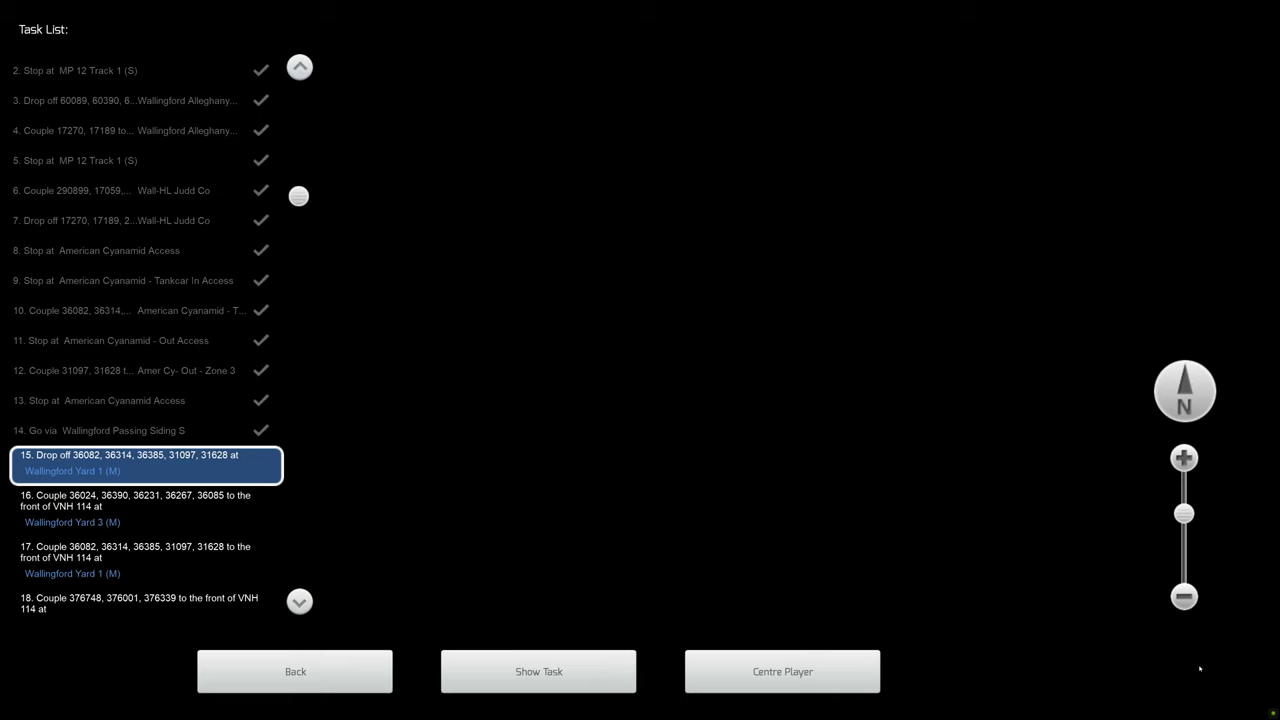 Task List:
2. Stop at  MP 12 Track 1 (S)
3. Drop off 60089, 60390, 6...Wallingford Alleghany...
4. Couple 17270, 17189 to... Wallingford Alleghany...
5. Stop at  MP 12 Track 1 (S)
6. Couple 290899, 17059,...  Wall-HL Judd Co
7. Drop off 17270, 17189, 2...Wall-HL Judd Co
8. Stop at  American Cyanamid Access
9. Stop at  American Cyanamid - Tankcar In Access
10. Couple 36082, 36314,...  American Cyanamid - T...
11. Stop at  American Cyanamid - Out Access
12. Couple 31097, 31628 t... Amer Cy- Out - Zone 3
13. Stop at  American Cyanamid Access
14. Go via  Wallingford Passing Siding S
15. Drop off 36082, 36314, 36385, 31097, 31628 at
Wallingford Yard 1 (M)
16. Couple 36024, 36390, 36231, 36267, 36085 to the
front of VNH 114 at
Wallingford Yard 3 (M)
17. Couple 36082, 36314, 36385, 31097, 31628 to the
front of VNH 114 at
Wallingford Yard 1 (M)
18. Couple 376748, 376001, 376339 to the front of VNH
114 at
N
Back
Show Task
Centre Player